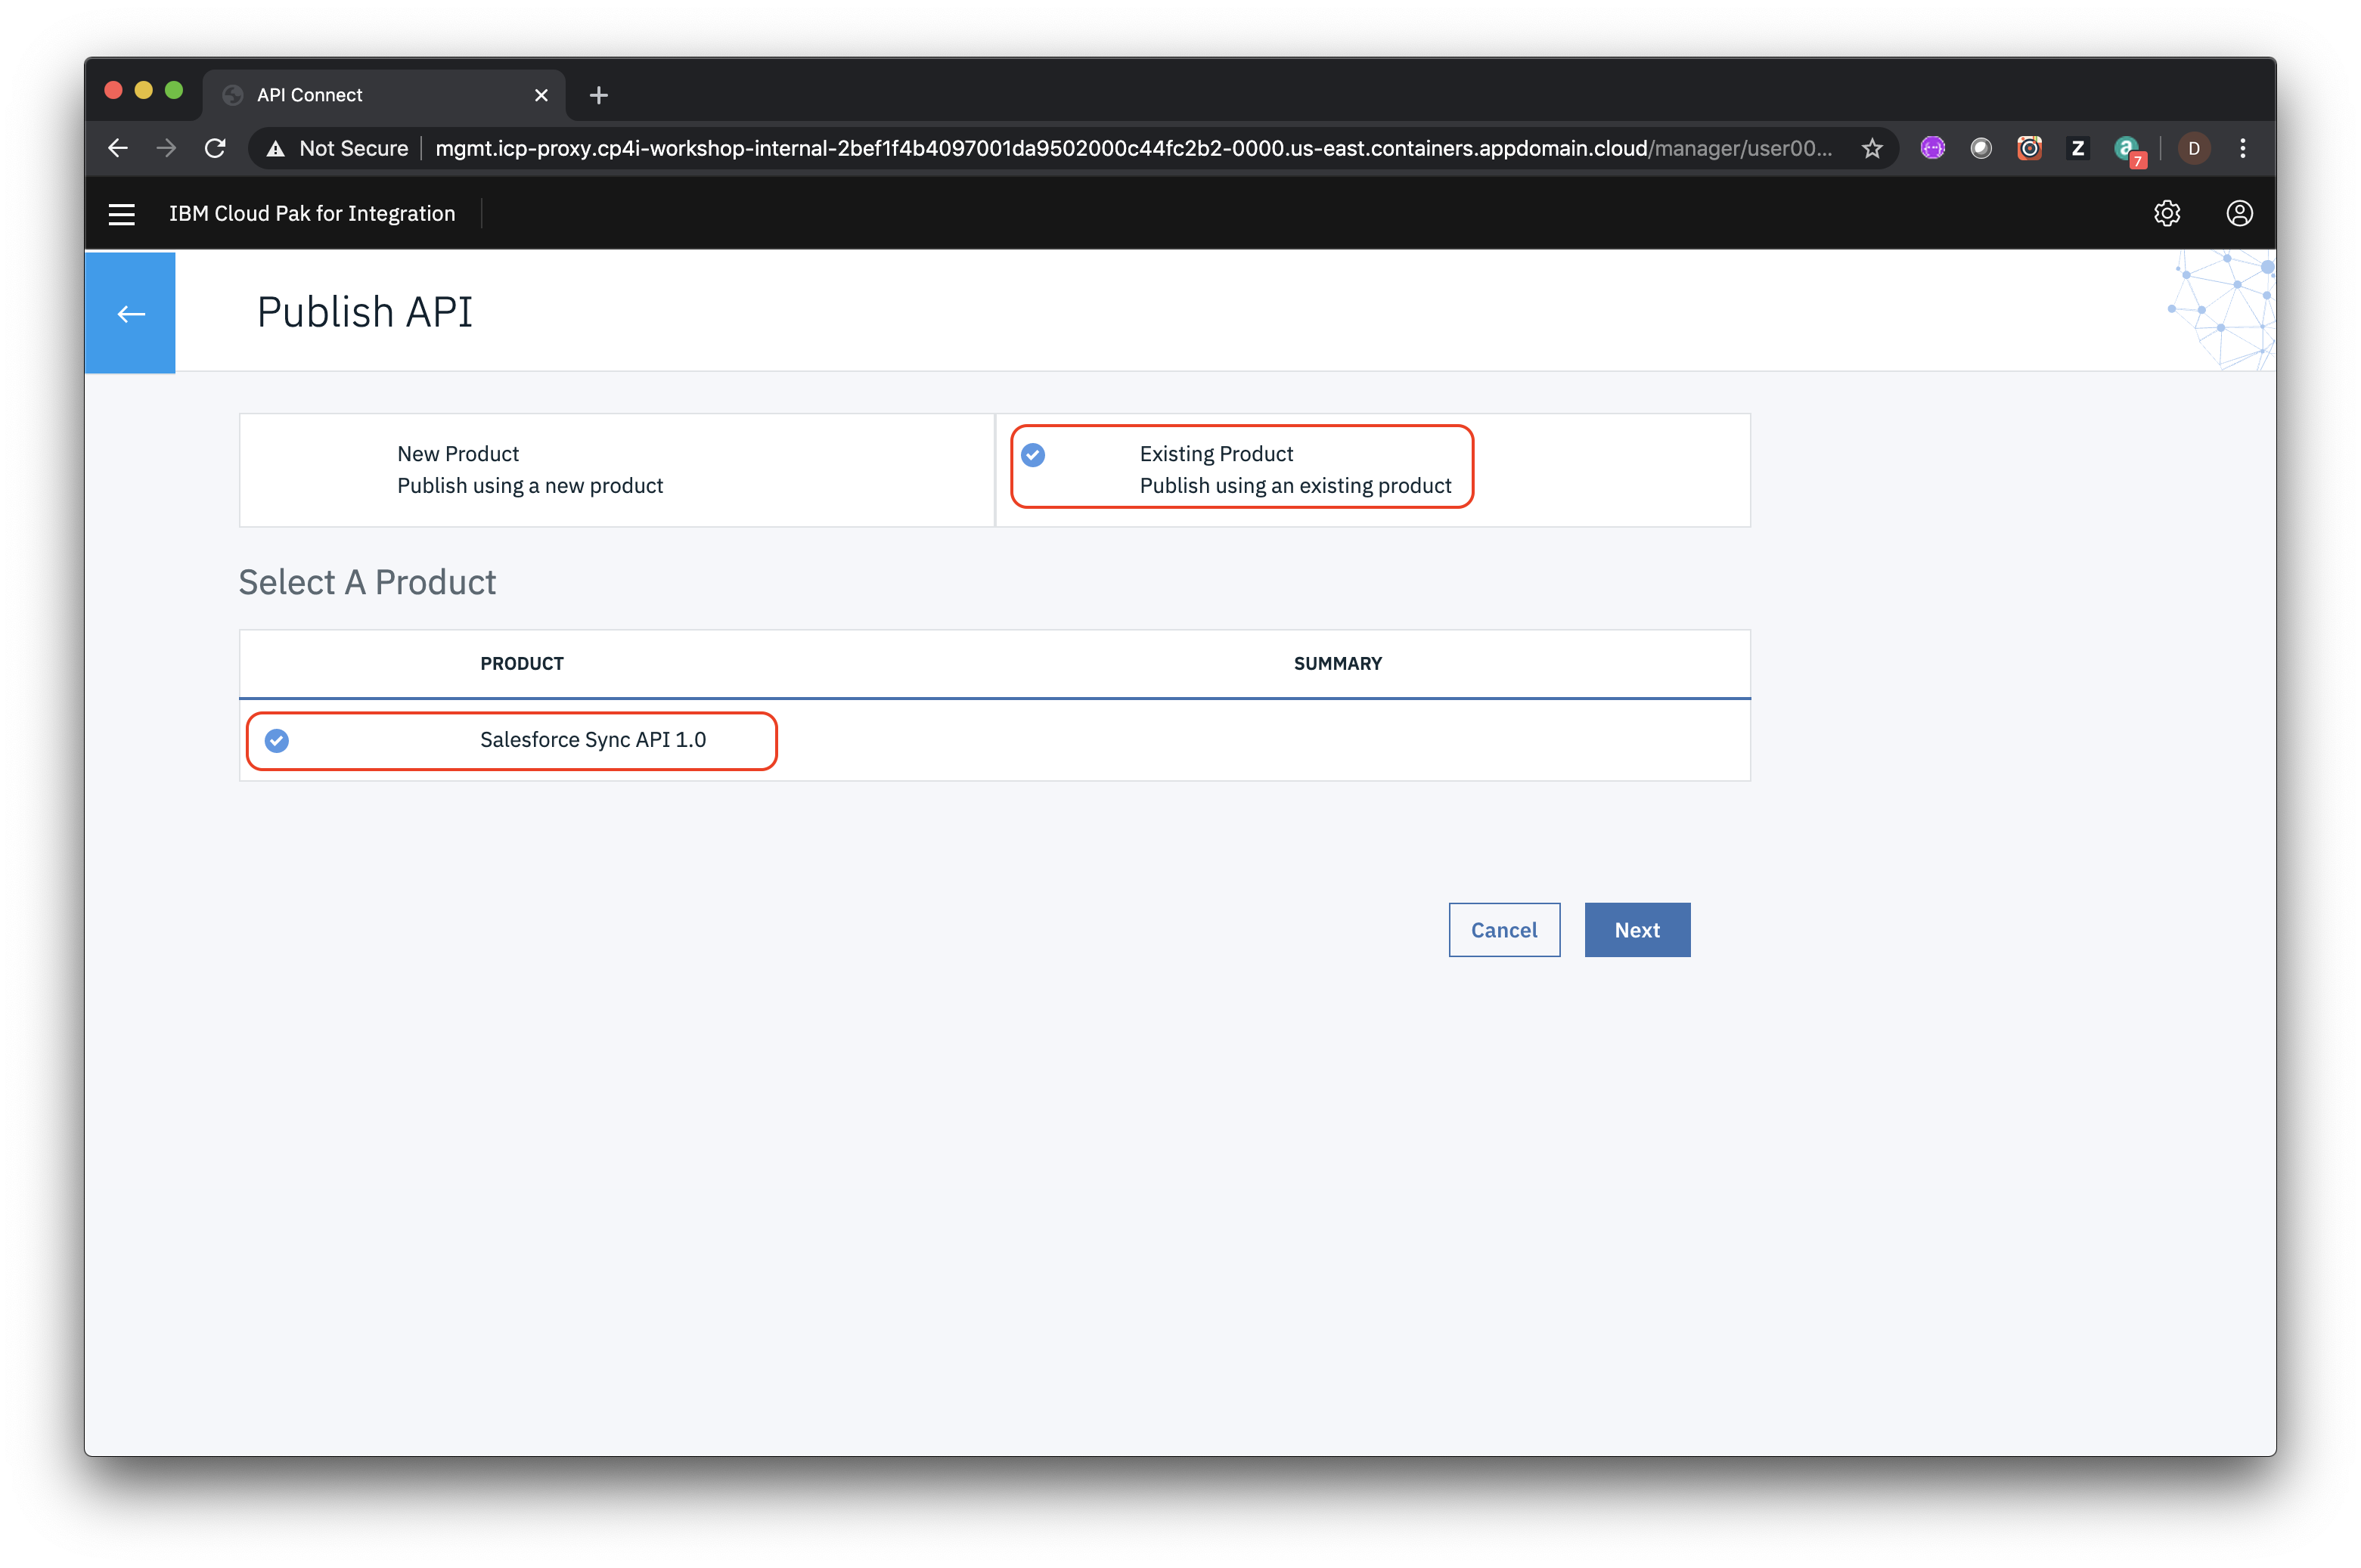 API Connect
Not Secure mgmt.icp-proxy.cp4i-workshop-internal-2bef1f4b4097001da9502000c44fc2b2-0000.us-east.containers.appdomain.cloud/manager/user00...
Z
a
7
D
IBM Cloud Pak for Integration
Publish API
New Product
Publish using a new product
Existing Product
Publish using an existing product
Select A Product
PRODUCT SUMMARY
Salesforce Sync API 1.0
Cancel Next